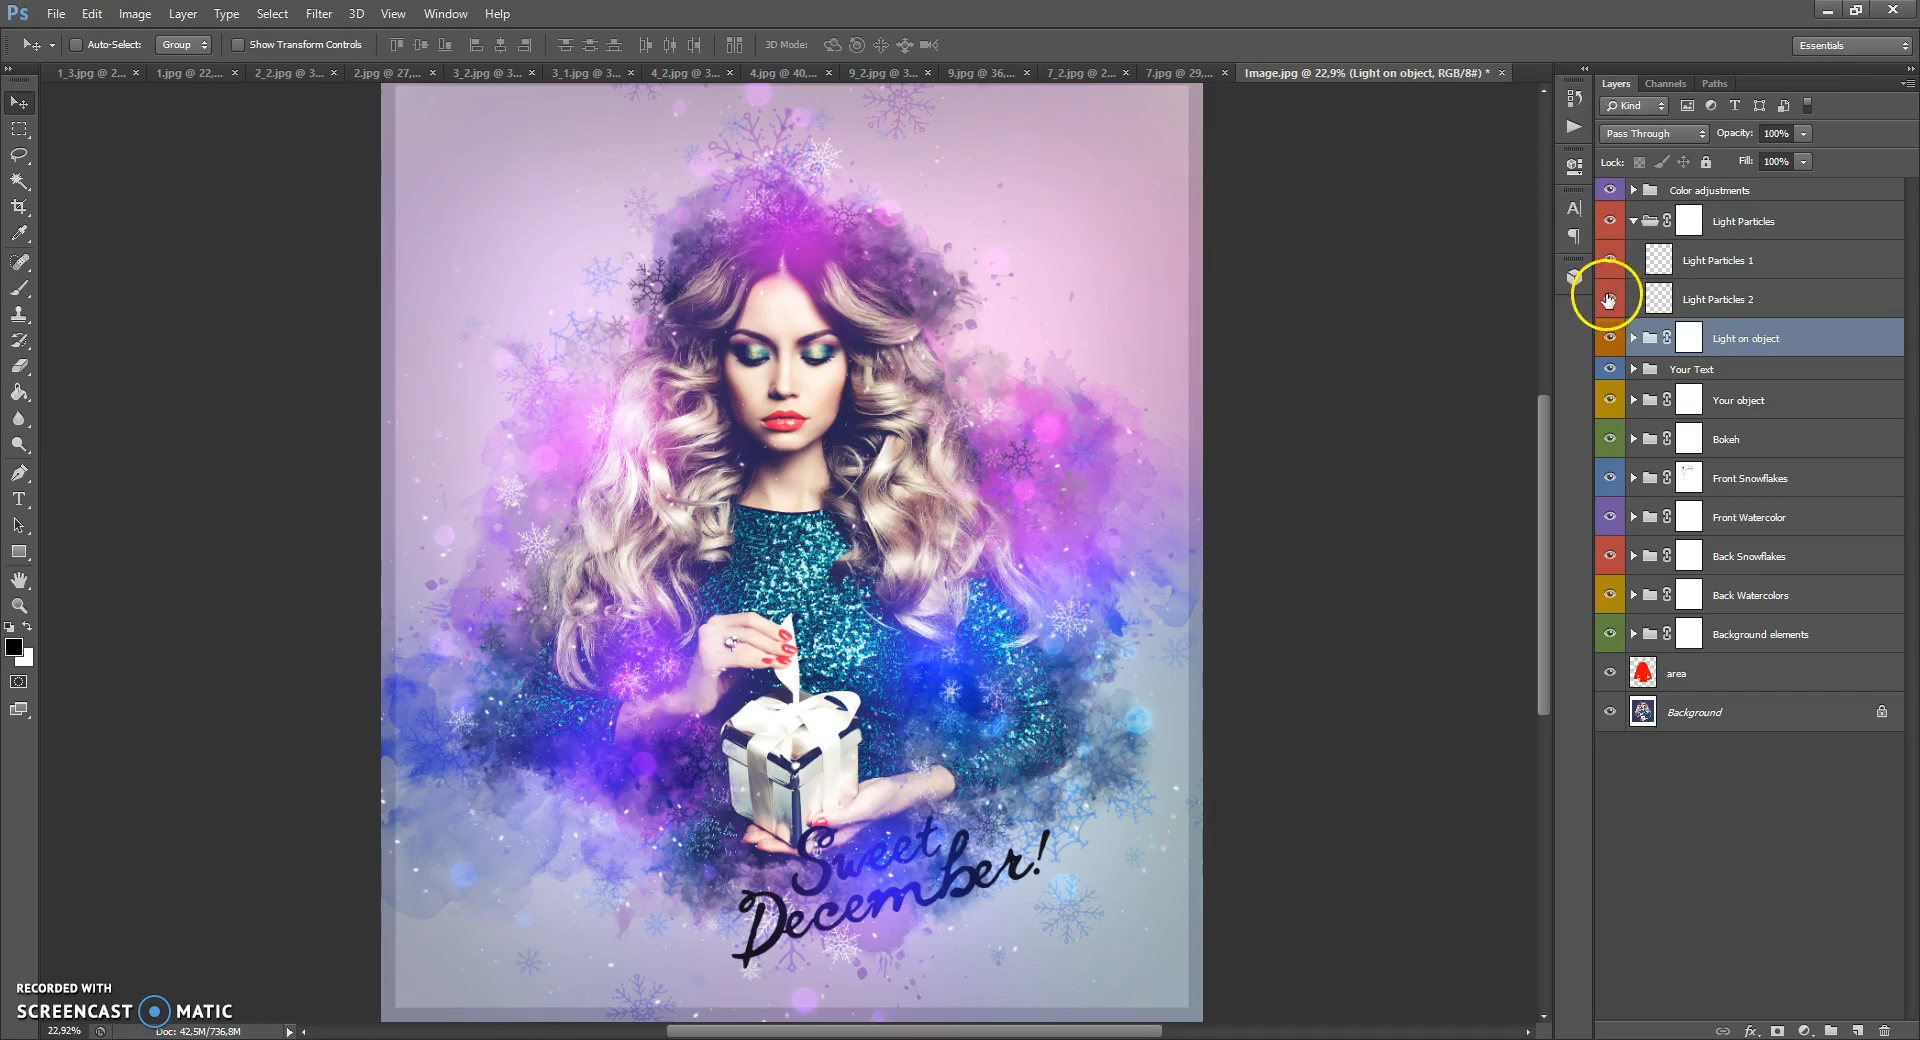 Ps File Edit Image Layer Type Select Filter 3D View Window Help
Auto-Select: Group Show Transform Controls 3D Mode: Essentials
1_3.jpg @ 2... × 1.jpg @ 22,... × 2_2.jpg @ 3... × 2.jpg @ 27,... × 3_2.jpg @ 3... × 3_1.jpg @ 3... × 4_2.jpg @ 3... × 4.jpg @ 40,... × 9_2.jpg @ 3... × 9.jpg @ 36,... × 7_2.jpg @ 2... × 7.jpg @ 29,... × Image.jpg @ 22,9% (Light on object, RGB/8#) * ×
Layers Channels Paths
Kind
Pass Through Opacity: 100%
Lock: Fill: 100%
Color adjustments
Light Particles
Light Particles 1
Light Particles 2
Light on object
Your Text
Your object
Bokeh
Front Snowflakes
Front Watercolor
Back Snowflakes
Back Watercolors
Background elements
area
Background
Sweet
December!
RECORDED WITH
SCREENCAST MATIC
22,92% Doc: 42,5M/736,8M